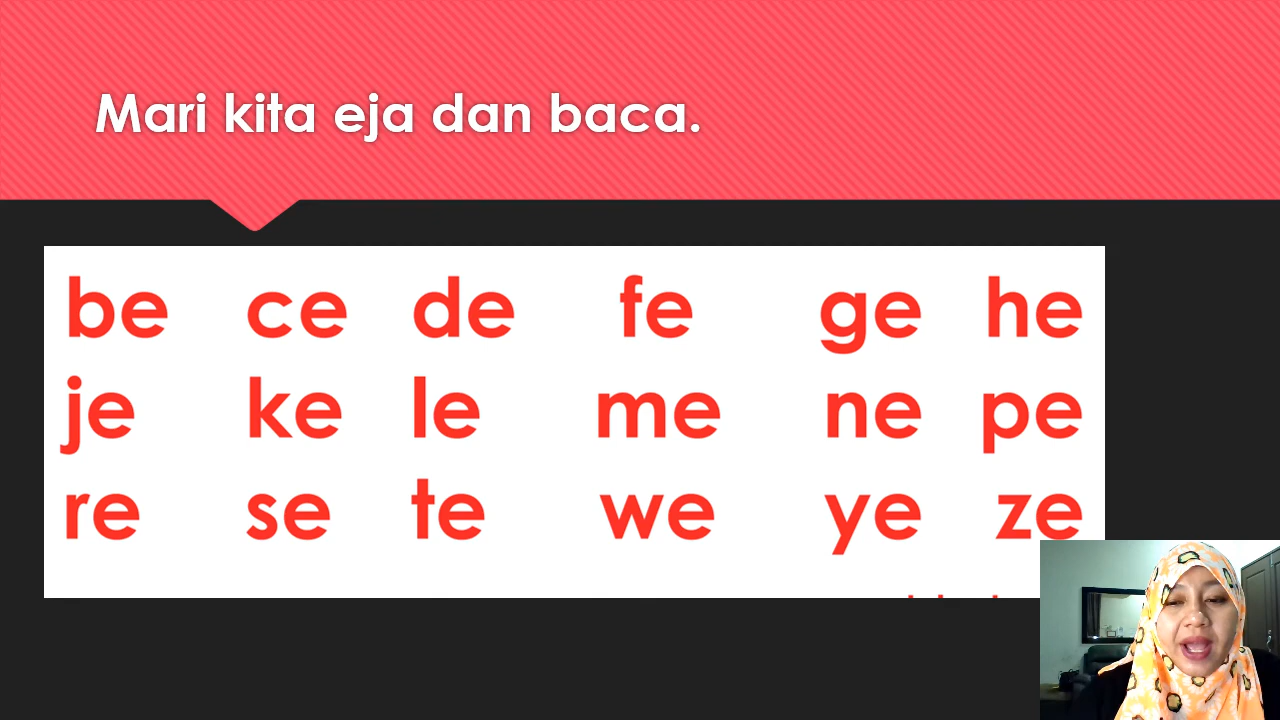 Mari kita eja dan baca.
be ce de fe ge he
je ke le me ne pe
re se te we ye ze